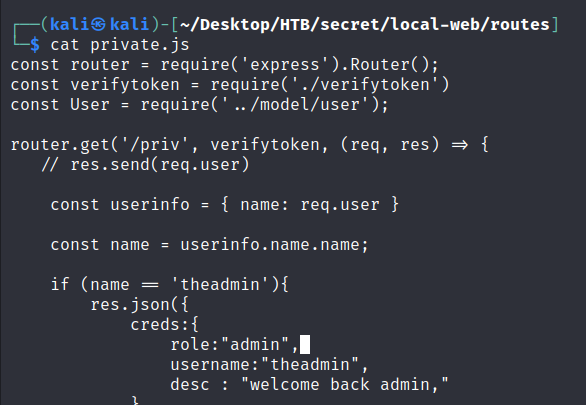 ┌──(kali㉿kali)-[~/Desktop/HTB/secret/local-web/routes]
└─$ cat private.js
const router = require('express').Router();
const verifytoken = require('./verifytoken')
const User = require('../model/user');

router.get('/priv', verifytoken, (req, res) => {
   // res.send(req.user)

    const userinfo = { name: req.user }

    const name = userinfo.name.name;

    if (name == 'theadmin'){
        res.json({
            creds:{
                role:"admin",
                username:"theadmin",
                desc : "welcome back admin,"
            }